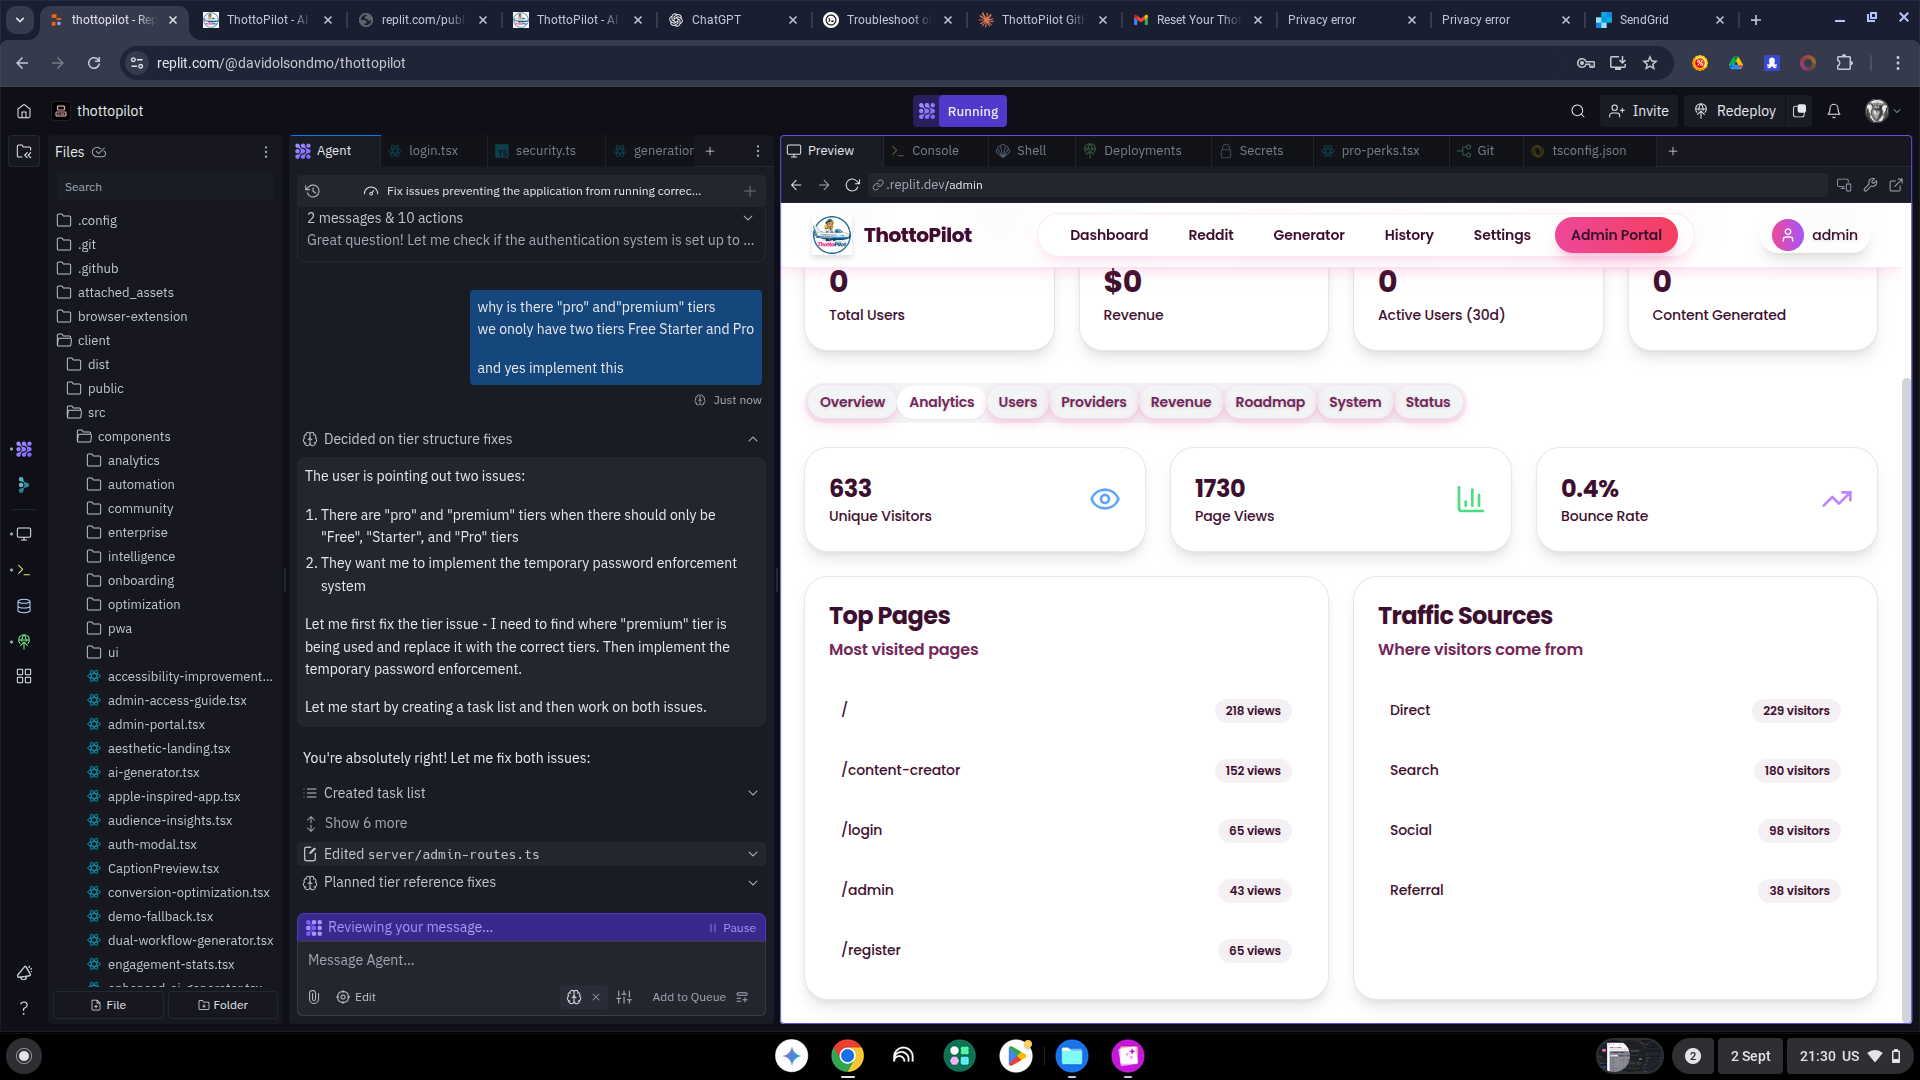 thottopilot - Rep
ThottoPilot - AI
replit.com/publ
ThottoPilot - AI
ChatGPT
Troubleshoot o
ThottoPilot GitH
Reset Your Thot
Privacy error
Privacy error
SendGrid
replit.com/@davidolsondmo/thottopilot
thottopilot
Running
Invite
Redeploy
Files
Search
.config
.git
.github
attached_assets
browser-extension
client
dist
public
src
components
analytics
automation
community
enterprise
intelligence
onboarding
optimization
pwa
ui
accessibility-improvement...
admin-access-guide.tsx
admin-portal.tsx
aesthetic-landing.tsx
ai-generator.tsx
apple-inspired-app.tsx
audience-insights.tsx
auth-modal.tsx
CaptionPreview.tsx
conversion-optimization.tsx
demo-fallback.tsx
dual-workflow-generator.tsx
engagement-stats.tsx
File
Folder
Agent
login.tsx
security.ts
generation
Fix issues preventing the application from running correc...
2 messages & 10 actions
Great question! Let me check if the authentication system is set up to ...
why is there "pro" and"premium" tiers
we onoly have two tiers Free Starter and Pro
and yes implement this
Just now
Decided on tier structure fixes
The user is pointing out two issues:
1. There are "pro" and "premium" tiers when there should only be
"Free", "Starter", and "Pro" tiers
2. They want me to implement the temporary password enforcement
system
Let me first fix the tier issue - I need to find where "premium" tier is
being used and replace it with the correct tiers. Then implement the
temporary password enforcement.
Let me start by creating a task list and then work on both issues.
You're absolutely right! Let me fix both issues:
Created task list
Show 6 more
Edited server/admin-routes.ts
Planned tier reference fixes
Reviewing your message...
Pause
Message Agent...
Edit
Add to Queue
Preview
Console
Shell
Deployments
Secrets
pro-perks.tsx
Git
tsconfig.json
.replit.dev/admin
ThottoPilot
Dashboard
Reddit
Generator
History
Settings
Admin Portal
admin
0
Total Users
$0
Revenue
0
Active Users (30d)
0
Content Generated
Overview
Analytics
Users
Providers
Revenue
Roadmap
System
Status
633
Unique Visitors
1730
Page Views
0.4%
Bounce Rate
Top Pages
Most visited pages
/
218 views
/content-creator
152 views
/login
65 views
/admin
43 views
/register
65 views
Traffic Sources
Where visitors come from
Direct
229 visitors
Search
180 visitors
Social
98 visitors
Referral
38 visitors
2
2 Sept
21:30 US